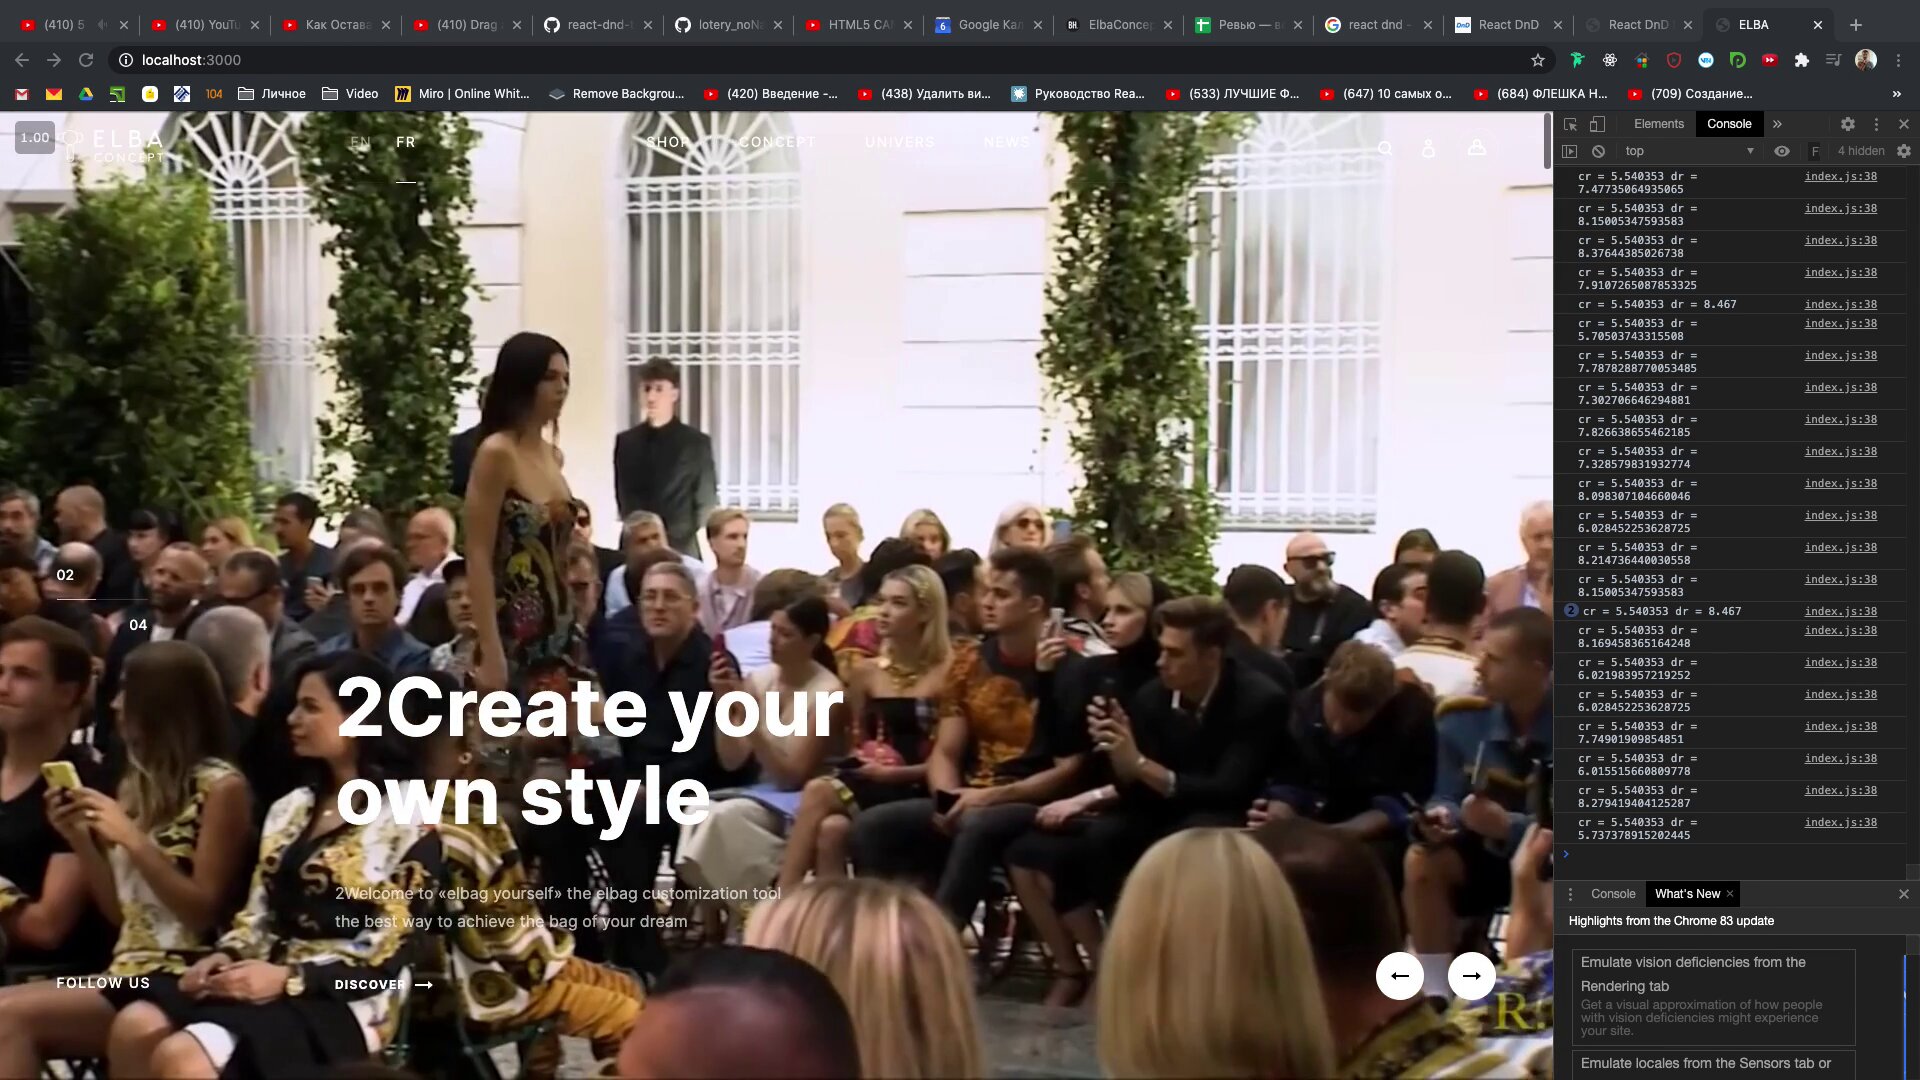 (410) 5
(410) YouTu
Как Остава
(410) Drag
react-dnd-t
lotery_noNa
HTML5 CAN
Google Кал
ElbaConcep
Ревью — в
react dnd -
React DnD
React DnD
ELBA
localhost:3000
104
Личное
Video
Miro | Online Whit...
Remove Backgrou...
(420) Введение -...
(438) Удалить ви...
Руководство Rea...
(533) ЛУЧШИЕ Ф...
(647) 10 самых о...
(684) ФЛЕШКА Н...
(709) Создание...
»
1.00
ELBA
CONCEPT
EN
FR
SHOP
CONCEPT
UNIVERS
NEWS
02
04
2Create your
own style
2Welcome to «elbag yourself» the elbag customization tool
the best way to achieve the bag of your dream
FOLLOW US
DISCOVER
Elements
Console
»
top
F
4 hidden
cr = 5.540353 dr = index.js:38
7.47735064935065
cr = 5.540353 dr = index.js:38
8.15005347593583
cr = 5.540353 dr = index.js:38
8.37644385026738
cr = 5.540353 dr = index.js:38
7.9107265087853325
cr = 5.540353 dr = 8.467 index.js:38
cr = 5.540353 dr = index.js:38
5.70503743315508
cr = 5.540353 dr = index.js:38
7.7878288770053485
cr = 5.540353 dr = index.js:38
7.302706646294881
cr = 5.540353 dr = index.js:38
7.826638655462185
cr = 5.540353 dr = index.js:38
7.328579831932774
cr = 5.540353 dr = index.js:38
8.098307104660046
cr = 5.540353 dr = index.js:38
6.028452253628725
cr = 5.540353 dr = index.js:38
8.214736440030558
cr = 5.540353 dr = index.js:38
8.15005347593583
2 cr = 5.540353 dr = 8.467 index.js:38
cr = 5.540353 dr = index.js:38
8.169458365164248
cr = 5.540353 dr = index.js:38
6.021983957219252
cr = 5.540353 dr = index.js:38
6.028452253628725
cr = 5.540353 dr = index.js:38
7.74901909854851
cr = 5.540353 dr = index.js:38
6.015515660809778
cr = 5.540353 dr = index.js:38
8.279419404125287
cr = 5.540353 dr = index.js:38
5.737378915202445
Console
What's New
Highlights from the Chrome 83 update
Emulate vision deficiencies from the
Rendering tab
Get a visual approximation of how people
with vision deficiencies might experience
your site.
Emulate locales from the Sensors tab or